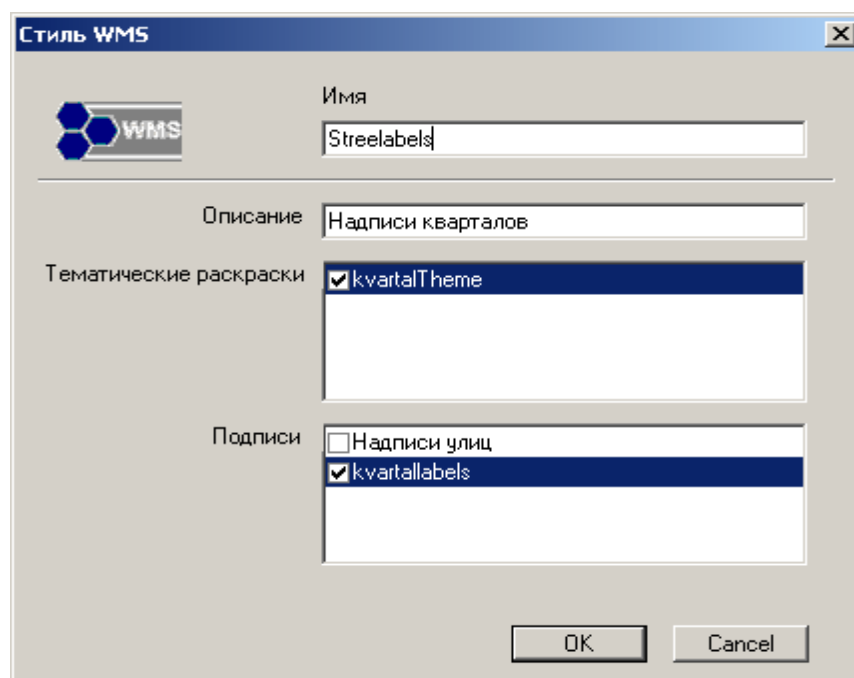 Стиль WMS
WMS
Имя
Streelabels
Описание
Надписи кварталов
Тематические раскраски
kvartalTheme
Подписи
Надписи улиц
kvartallabels
OK
Cancel